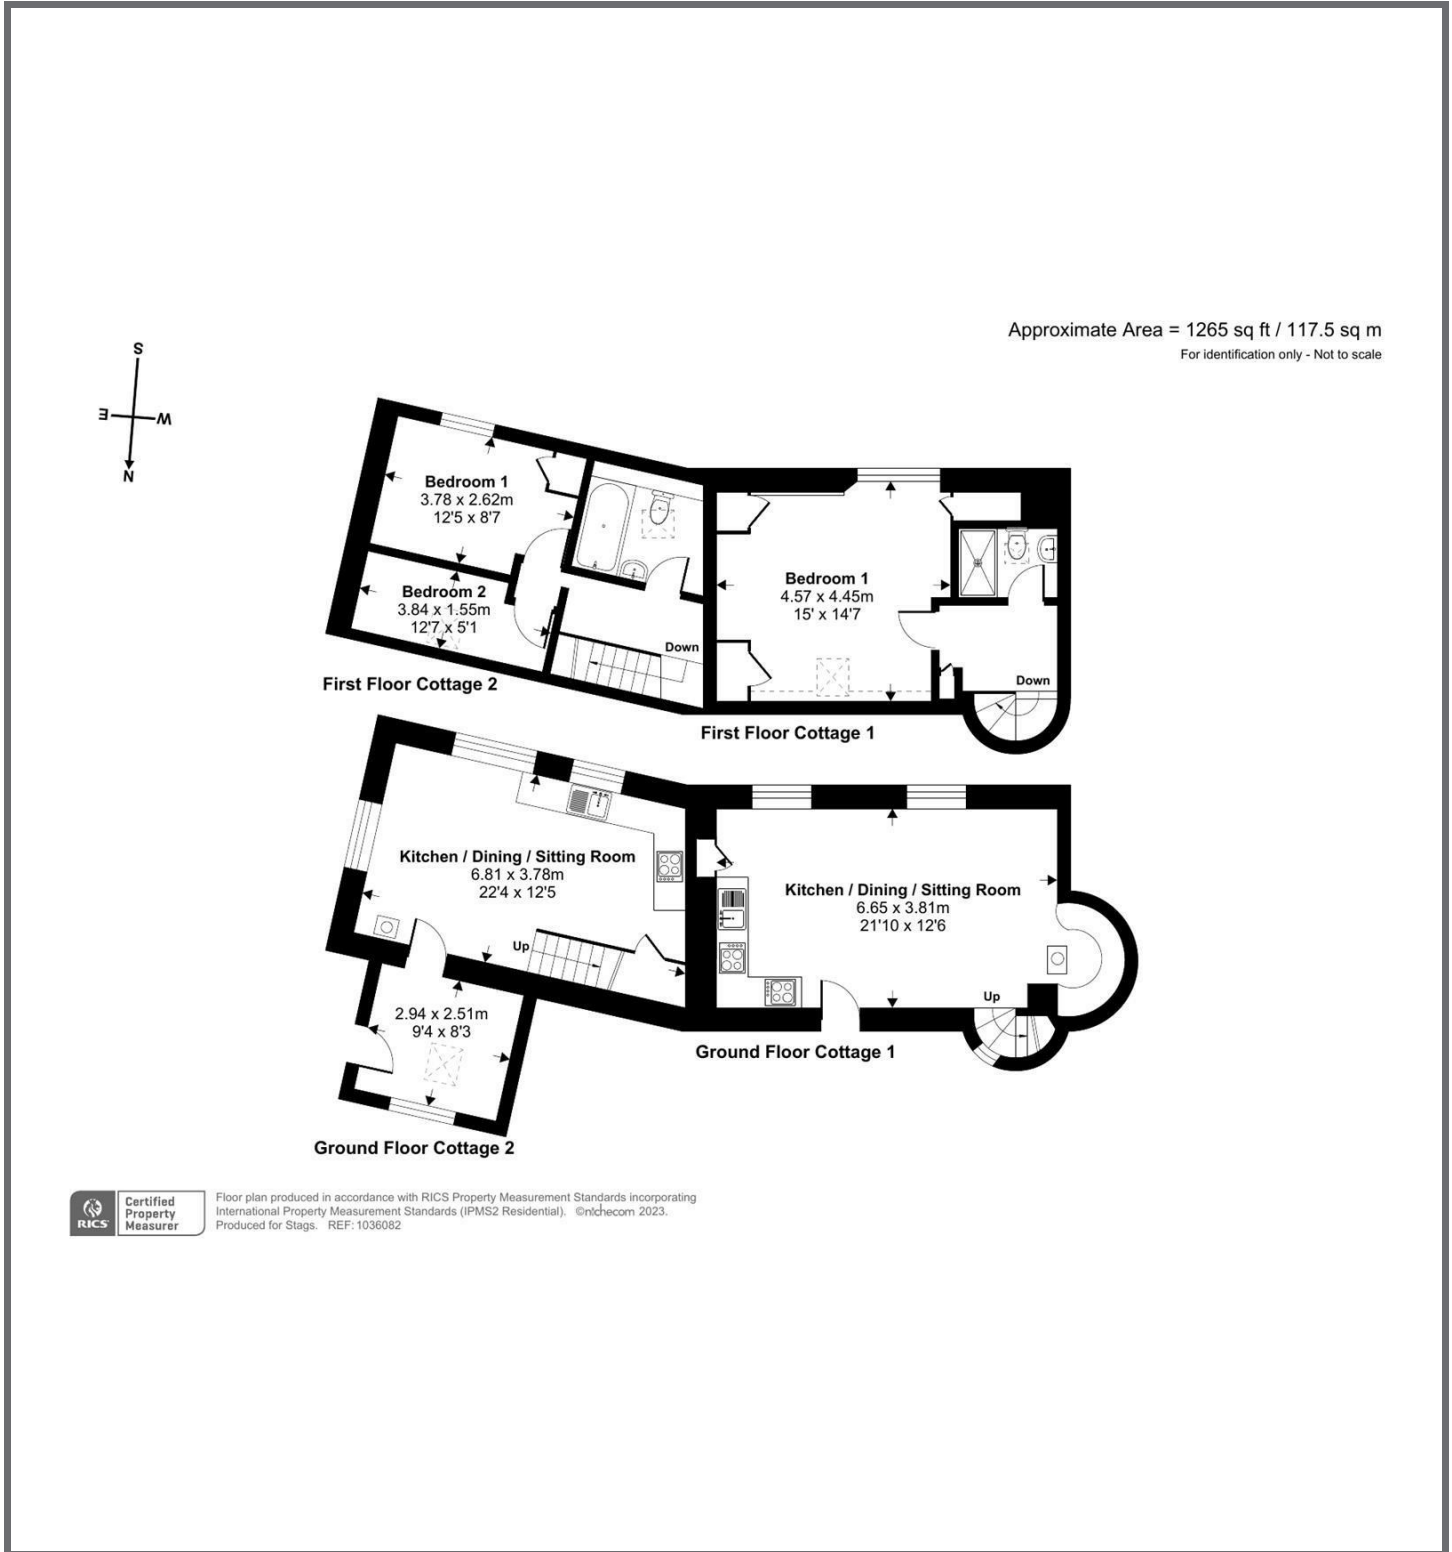 Approximate Area = 1265 sq ft / 117.5 sq m
For identification only - Not to scale
S
E
W
N
Bedroom 1
3.78 x 2.62m
12'5 x 8'7
Bedroom 2
3.84 x 1.55m
12'7 x 5'1
Down
First Floor Cottage 2
Bedroom 1
4.57 x 4.45m
15' x 14'7
Down
First Floor Cottage 1
Kitchen / Dining / Sitting Room
6.81 x 3.78m
22'4 x 12'5
Up
2.94 x 2.51m
9'4 x 8'3
Ground Floor Cottage 2
Kitchen / Dining / Sitting Room
6.65 x 3.81m
21'10 x 12'6
Up
Ground Floor Cottage 1
RICS
Certified
Property
Measurer
Floor plan produced in accordance with RICS Property Measurement Standards incorporating
International Property Measurement Standards (IPMS2 Residential). ©nichecom 2023.
Produced for Stags. REF: 1036082